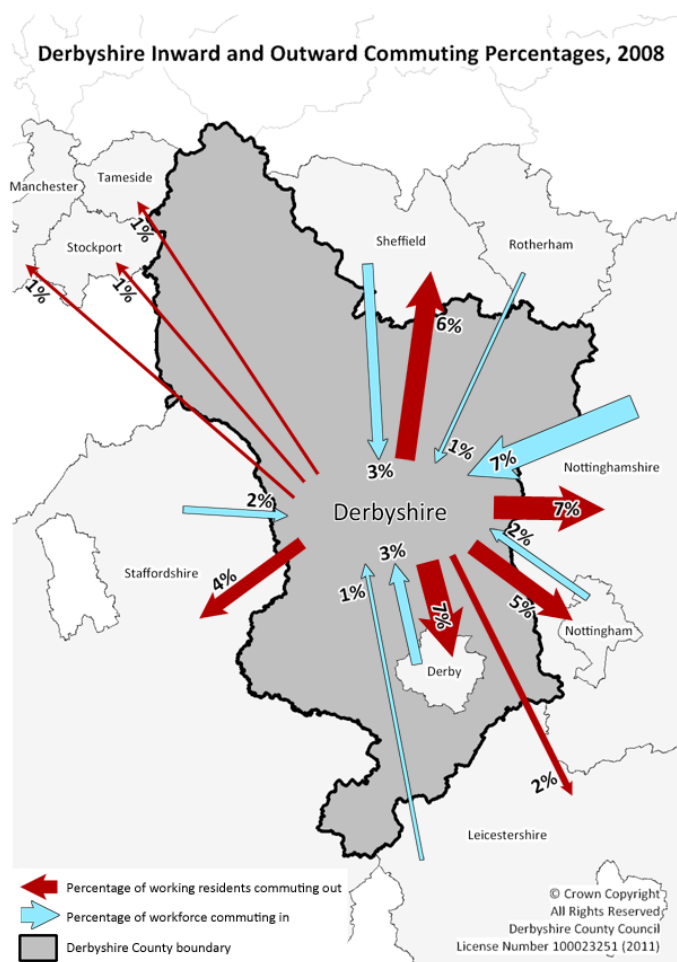 Derbyshire Inward and Outward Commuting Percentages, 2008
Tameside
Manchester
1%
Stockport
Sheffield
Rotherham
1%
1%
6%
1%
3%
7%
Nottinghamshire
2%
Derbyshire
7%
2%
3%
Staffordshire
4%
1%
7%
5%
Nottingham
Derby
2%
Leicestershire
Percentage of working residents commuting out
Percentage of workforce commuting in
Derbyshire County boundary
© Crown Copyright
All Rights Reserved
Derbyshire County Council
License Number 100023251 (2011)